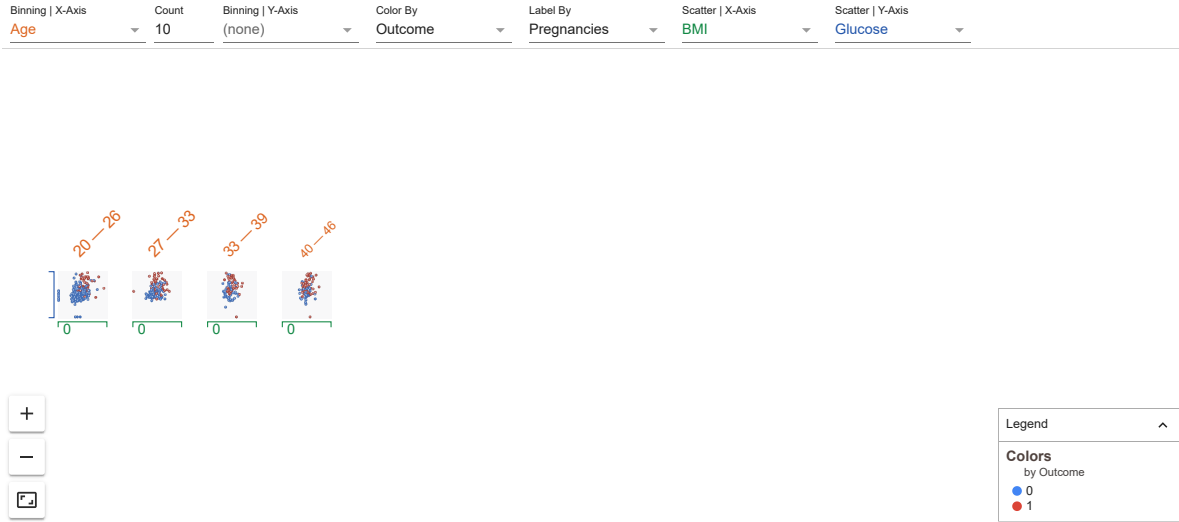 Binning | X-Axis Count Binning | Y-Axis Color By Label By Scatter | X-Axis Scatter | Y-Axis
Age 10 (none) Outcome Pregnancies BMI Glucose
20 — 26 27 — 33 33 — 39 40 — 46
0 0 0 0
Legend
Colors
by Outcome
0
1